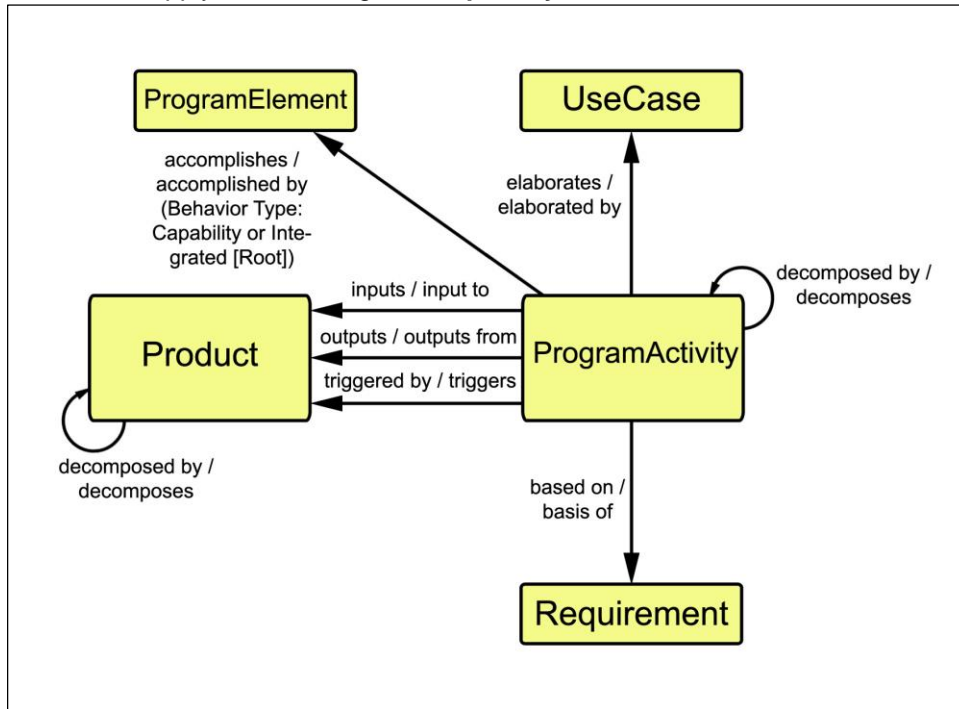 ProgramElement
UseCase
accomplishes /
accomplished by
(Behavior Type:
Capability or Inte-
grated [Root])
elaborates /
elaborated by
inputs / input to
outputs / outputs from
triggered by / triggers
Product
ProgramActivity
decomposed by /
decomposes
decomposed by /
decomposes
based on /
basis of
Requirement